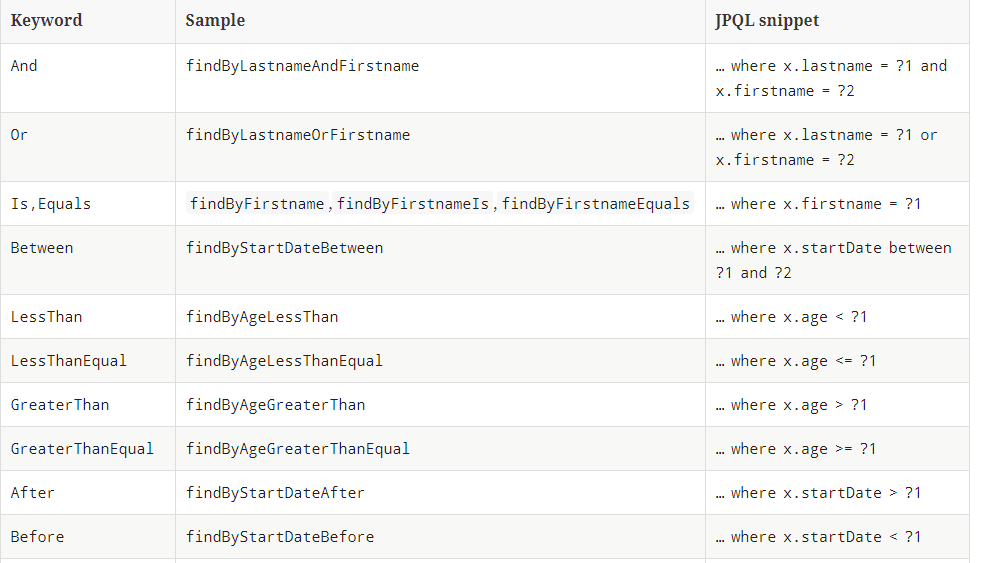 Keyword Sample JPQL snippet
And findByLastnameAndFirstname … where x.lastname = ?1 and
x.firstname = ?2
Or findByLastnameOrFirstname … where x.lastname = ?1 or
x.firstname = ?2
Is,Equals findByFirstname,findByFirstnameIs,findByFirstnameEquals … where x.firstname = ?1
Between findByStartDateBetween … where x.startDate between
?1 and ?2
LessThan findByAgeLessThan … where x.age < ?1
LessThanEqual findByAgeLessThanEqual … where x.age <= ?1
GreaterThan findByAgeGreaterThan … where x.age > ?1
GreaterThanEqual findByAgeGreaterThanEqual … where x.age >= ?1
After findByStartDateAfter … where x.startDate > ?1
Before findByStartDateBefore … where x.startDate < ?1